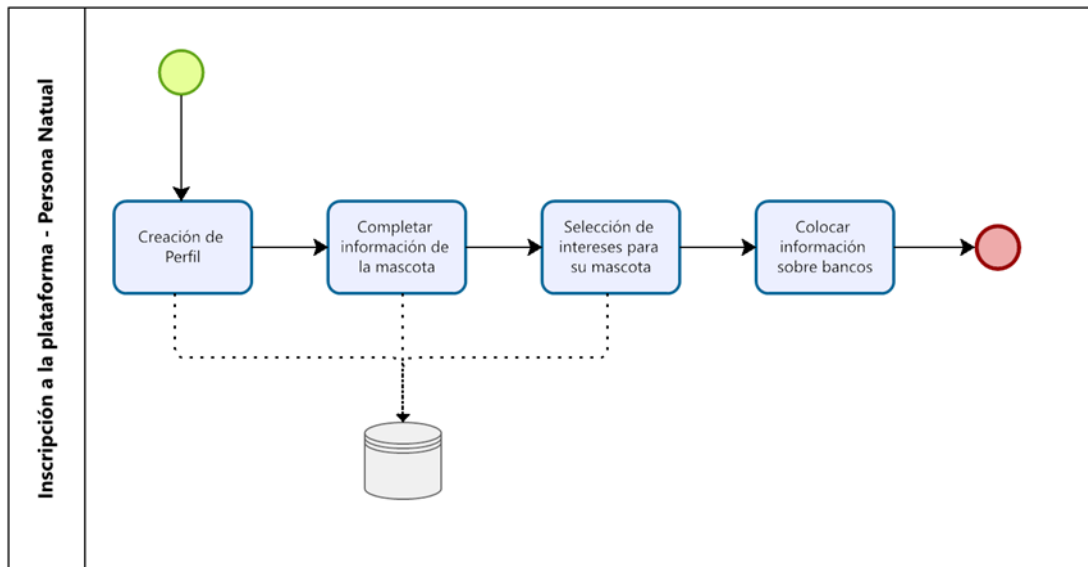 Inscripción a la plataforma - Persona Natual
Creación de
Perfil
Completar
información de
la mascota
Selección de
intereses para
su mascota
Colocar
información
sobre bancos